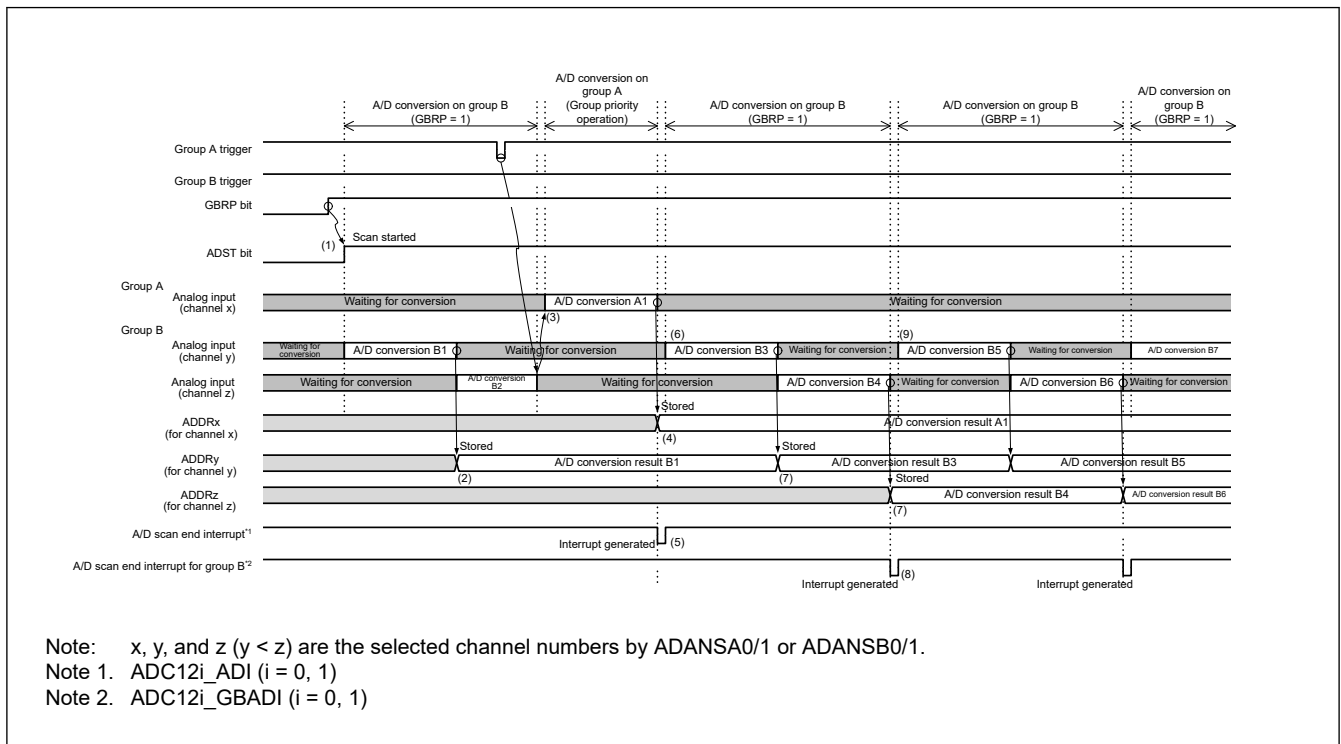 A/D conversion on group B
(GBRP = 1)
A/D conversion on
group A
(Group priority
operation)
A/D conversion on group B
(GBRP = 1)
A/D conversion on group B
(GBRP = 1)
A/D conversion on
group B
(GBRP = 1)
Group A trigger
Group B trigger
GBRP bit
(1)
Scan started
ADST bit
Group A
Analog input
(channel x)
Waiting for conversion
A/D conversion A1
Waiting for conversion
(3)
Group B
(6)
(9)
Analog input
(channel y)
Waiting for
conversion
A/D conversion B1
Waiting for conversion
A/D conversion B3
Waiting for conversion
A/D conversion B5
Waiting for conversion
A/D conversion B7
Analog input
(channel z)
Waiting for conversion
A/D conversion
B2
Waiting for conversion
A/D conversion B4
Waiting for conversion
A/D conversion B6
Waiting for conversion
Stored
ADDRx
(for channel x)
A/D conversion result A1
(4)
Stored
Stored
ADDRy
(for channel y)
A/D conversion result B1
A/D conversion result B3
A/D conversion result B5
(2)
(7)
Stored
ADDRz
(for channel z)
A/D conversion result B4
A/D conversion result B6
(7)
A/D scan end interrupt*1
Interrupt generated
(5)
A/D scan end interrupt for group B*2
Interrupt generated
(8)
Interrupt generated
Note: x, y, and z (y < z) are the selected channel numbers by ADANSA0/1 or ADANSB0/1.
Note 1. ADC12i_ADI (i = 0, 1)
Note 2. ADC12i_GBADI (i = 0, 1)